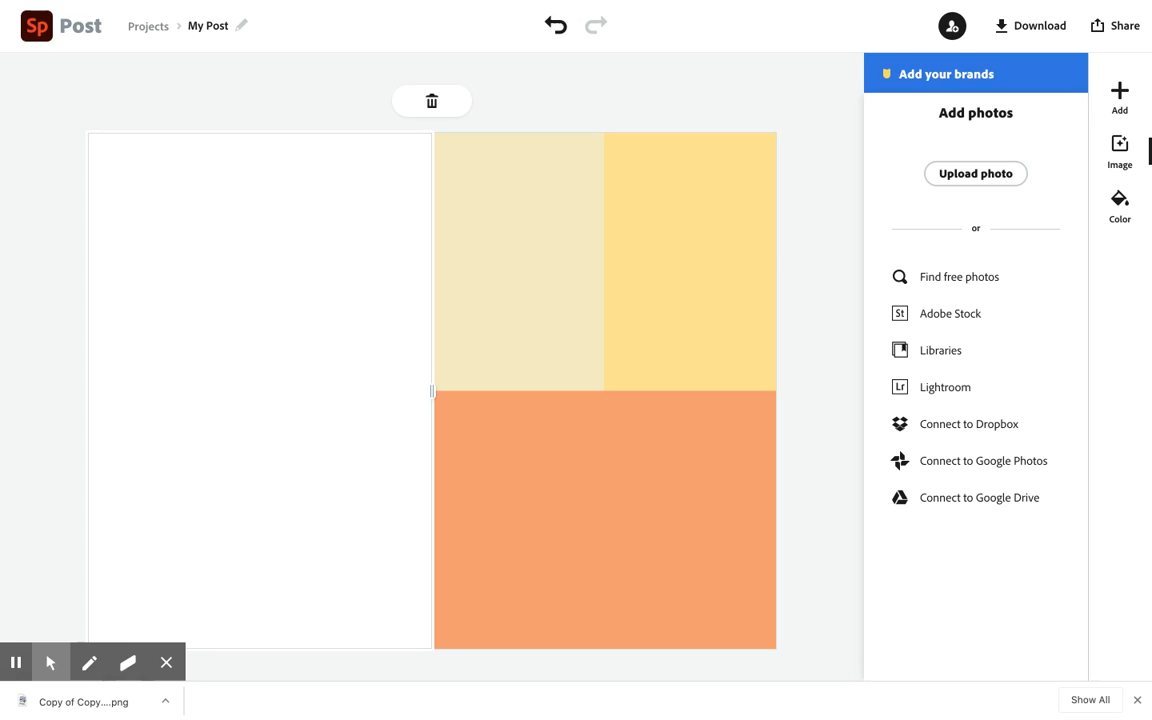 Sp Post
Projects > My Post
Download
Share
Add your brands
Add photos
Upload photo
or
Find free photos
St Adobe Stock
Libraries
Lr Lightroom
Connect to Dropbox
Connect to Google Photos
Connect to Google Drive
Add
Image
Color
Copy of Copy....png
Show All